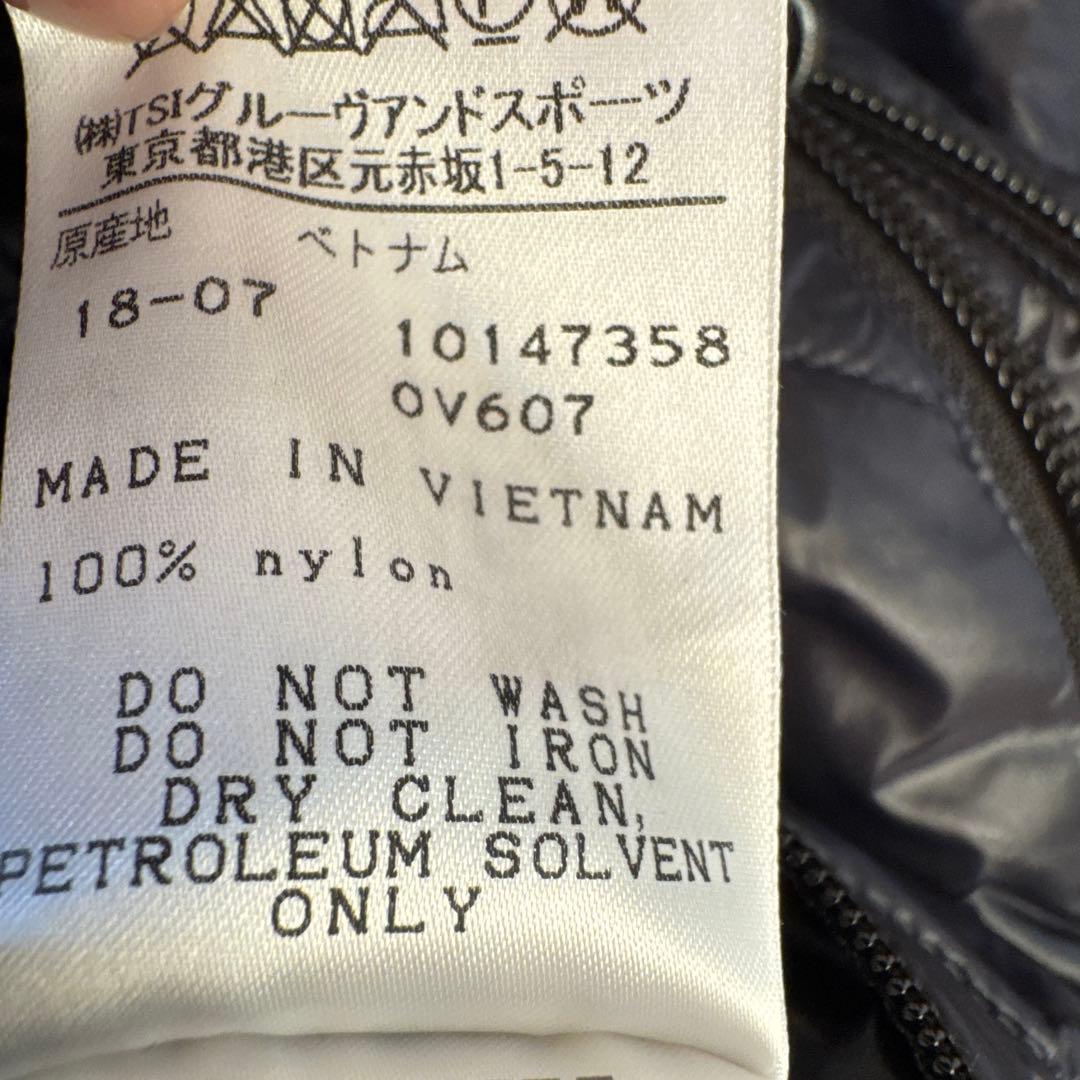 ㈱TSIグルーヴアンドスポーツ
東京都港区元赤坂1-5-12
原産地 ベトナム
18-07
10147358
0V607
MADE IN VIETNAM
100% nylon
DO NOT WASH
DO NOT IRON
DRY CLEAN,
PETROLEUM SOLVENT
ONLY